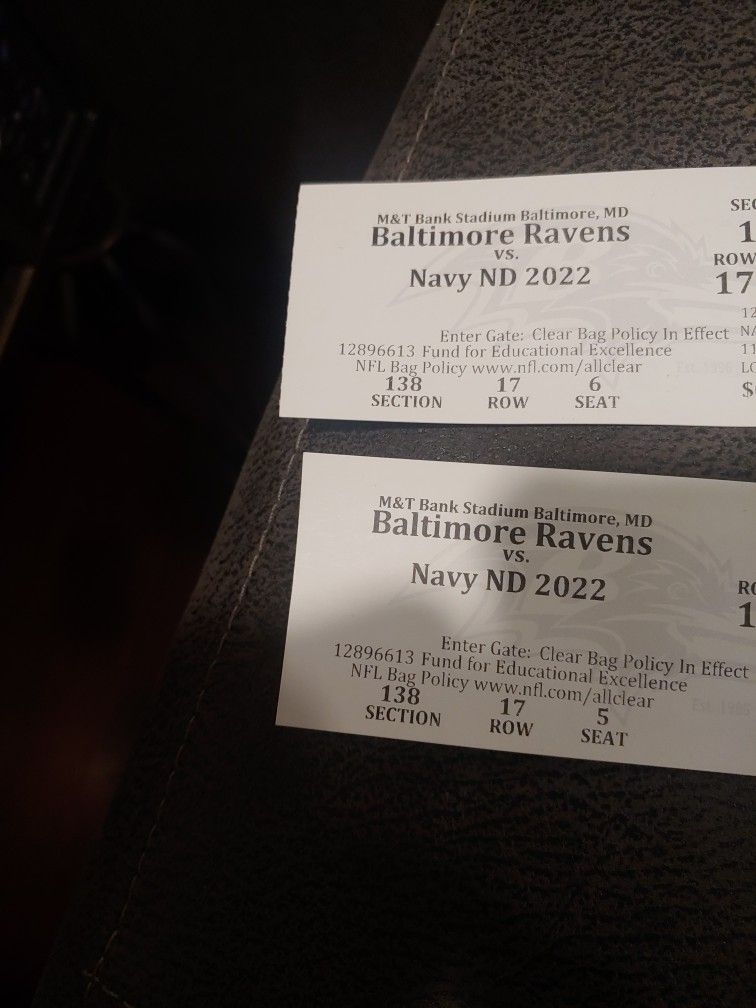 M&T Bank Stadium Baltimore, MD
Baltimore Ravens
vs.
Navy ND 2022
Enter Gate: Clear Bag Policy In Effect
12896613 Fund for Educational Excellence
NFL Bag Policy www.nfl.com/allclear
138 17 6
SECTION ROW SEAT
ROW
17
M&T Bank Stadium Baltimore, MD
Baltimore Ravens
vs.
Navy ND 2022
Enter Gate: Clear Bag Policy In Effect
12896613 Fund for Educational Excellence
NFL Bag Policy www.nfl.com/allclear
138 17 5
SECTION ROW SEAT